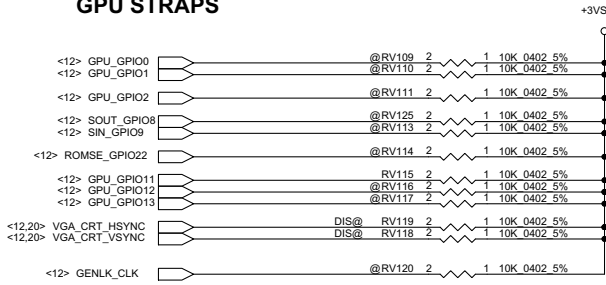 GPU STRAPS
+3VS
<12> GPU_GPIO0 @RV109 2 1 10K_0402_5%
<12> GPU_GPIO1 @RV110 2 1 10K_0402_5%
<12> GPU_GPIO2 @RV111 2 1 10K_0402_5%
<12> SOUT_GPIO8 @RV125 2 1 10K_0402_5%
<12> SIN_GPIO9 @RV113 2 1 10K_0402_5%
<12> ROMSE_GPIO22 @RV114 2 1 10K_0402_5%
<12> GPU_GPIO11 RV115 2 1 10K_0402_5%
<12> GPU_GPIO12 @RV116 2 1 10K_0402_5%
<12> GPU_GPIO13 @RV117 2 1 10K_0402_5%
<12,20> VGA_CRT_HSYNC DIS@ RV119 2 1 10K_0402_5%
<12,20> VGA_CRT_VSYNC DIS@ RV118 2 1 10K_0402_5%
<12> GENLK_CLK @RV120 2 1 10K_0402_5%